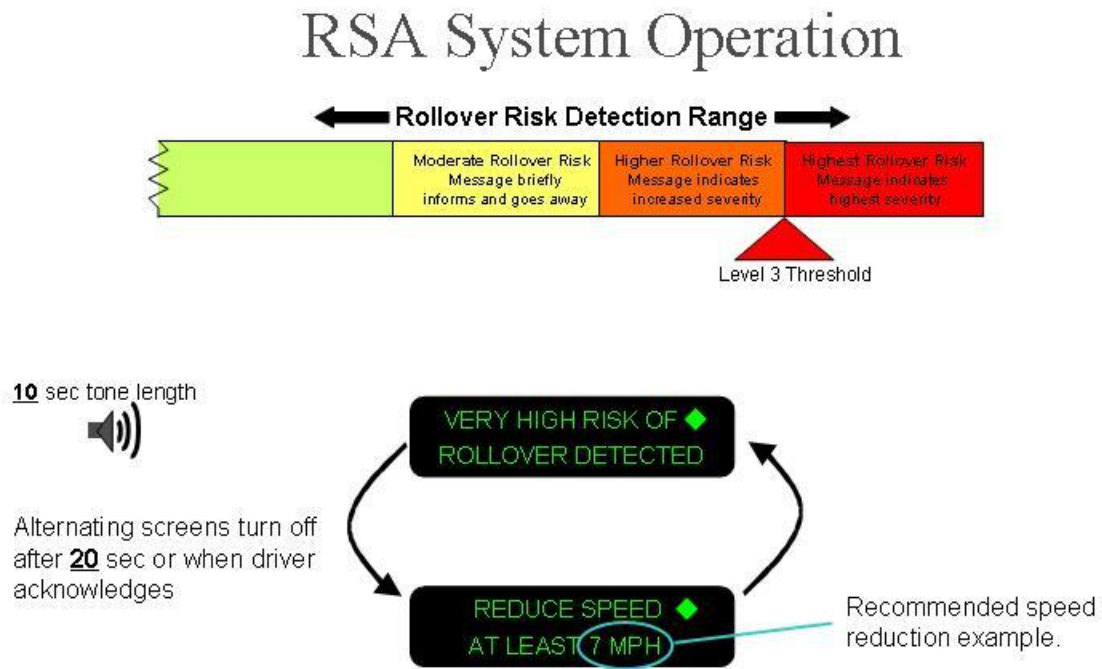 RSA System Operation
Rollover Risk Detection Range
Moderate Rollover Risk
Message briefly
informs and goes away
Higher Rollover Risk
Message indicates
increased severity
Highest Rollover Risk
Message indicates
highest severity
Level 3 Threshold
10 sec tone length
VERY HIGH RISK OF
ROLLOVER DETECTED
Alternating screens turn off
after 20 sec or when driver
acknowledges
REDUCE SPEED
AT LEAST 7 MPH
Recommended speed
reduction example.